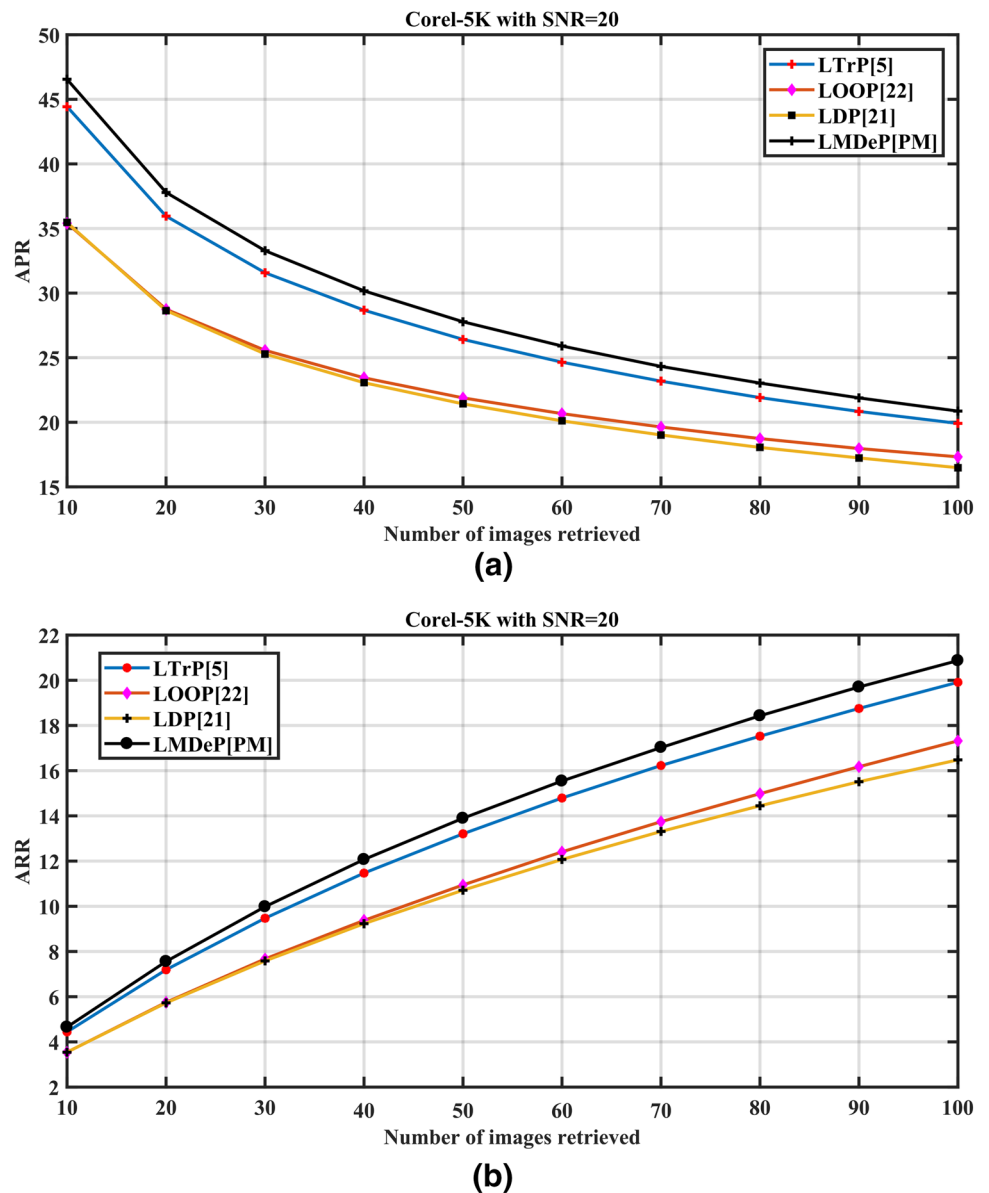 Corel-5K with SNR=20
50
45
40
35
30
25
20
15
APR
LTrP[5]
LOOP[22]
LDP[21]
LMDeP[PM]
10 20 30 40 50 60 70 80 90 100
Number of images retrieved
(a)
Corel-5K with SNR=20
22
20
18
16
14
12
10
8
6
4
2
ARR
LTrP[5]
LOOP[22]
LDP[21]
LMDeP[PM]
10 20 30 40 50 60 70 80 90 100
Number of images retrieved
(b)